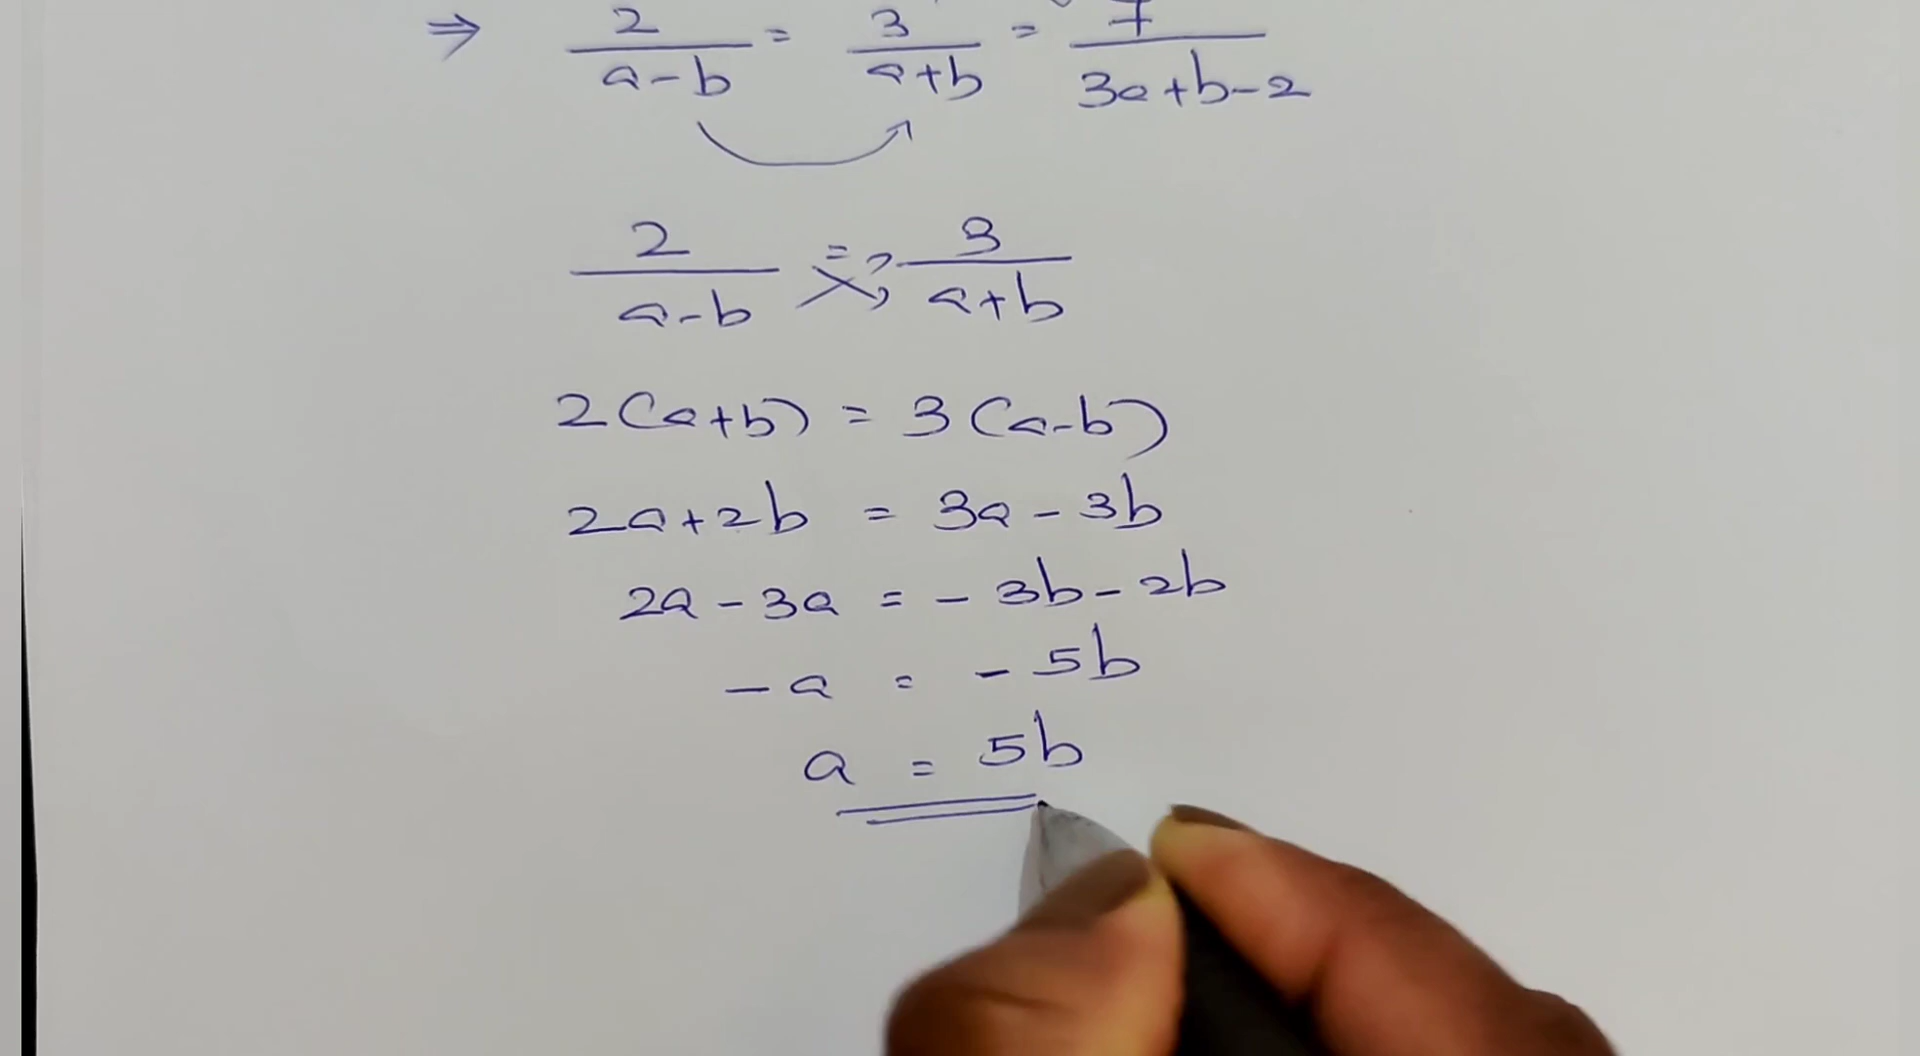 ⇒ 2/(a-b) = 3/(a+b) = 7/(3a+b-2)
2/(a-b) = 3/(a+b)
2(a+b) = 3(a-b)
2a+2b = 3a-3b
2a-3a = -3b-2b
-a = -5b
a = 5b